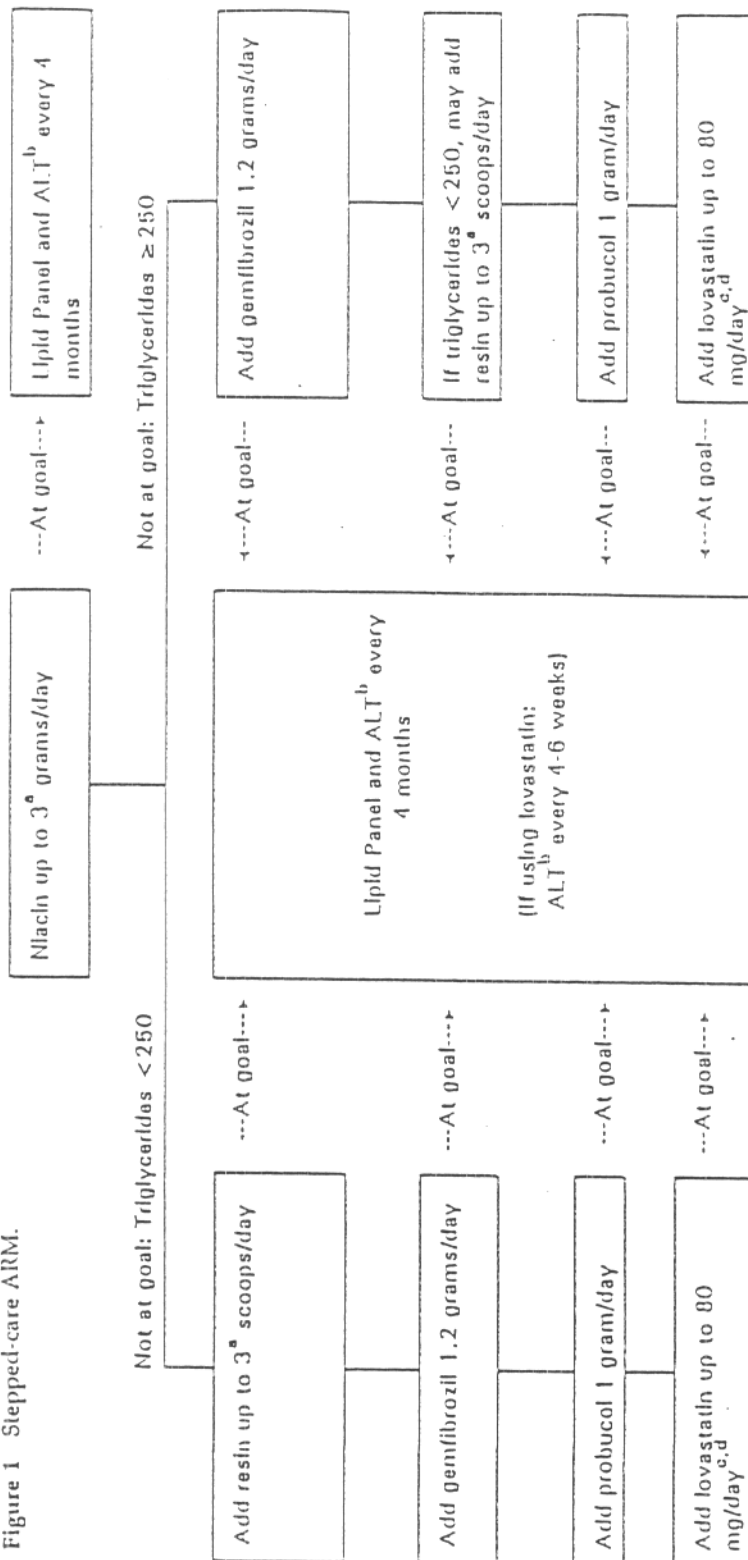 Figure 1 Stepped-care ARM.
Niacin up to 3ᵃ grams/day
---At goal---→
Lipid Panel and ALTᵇ every 4
months
Not at goal: Triglycerides <250
Not at goal: Triglycerides ≥ 250
Add resin up to 3ᵃ scoops/day
---At goal---→
Lipid Panel and ALTᵇ every
4 months
(If using lovastatin:
ALTᵇ every 4-6 weeks)
←---At goal---
Add gemfibrozil 1.2 grams/day
Add gemfibrozil 1.2 grams/day
---At goal---→
←---At goal---
If triglycerides <250, may add
resin up to 3ᵃ scoops/day
Add probucol 1 gram/day
---At goal---→
←---At goal---
Add probucol 1 gram/day
Add lovastatin up to 80
mg/dayᶜ,ᵈ
---At goal---→
←---At goal---
Add lovastatin up to 80
mg/dayᶜ,ᵈ